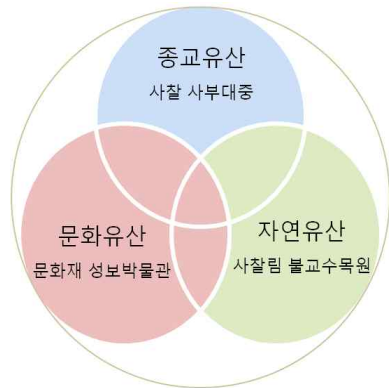 종교유산
사찰 사부대중
문화유산
문화재 성보박물관
자연유산
사찰림 불교수목원